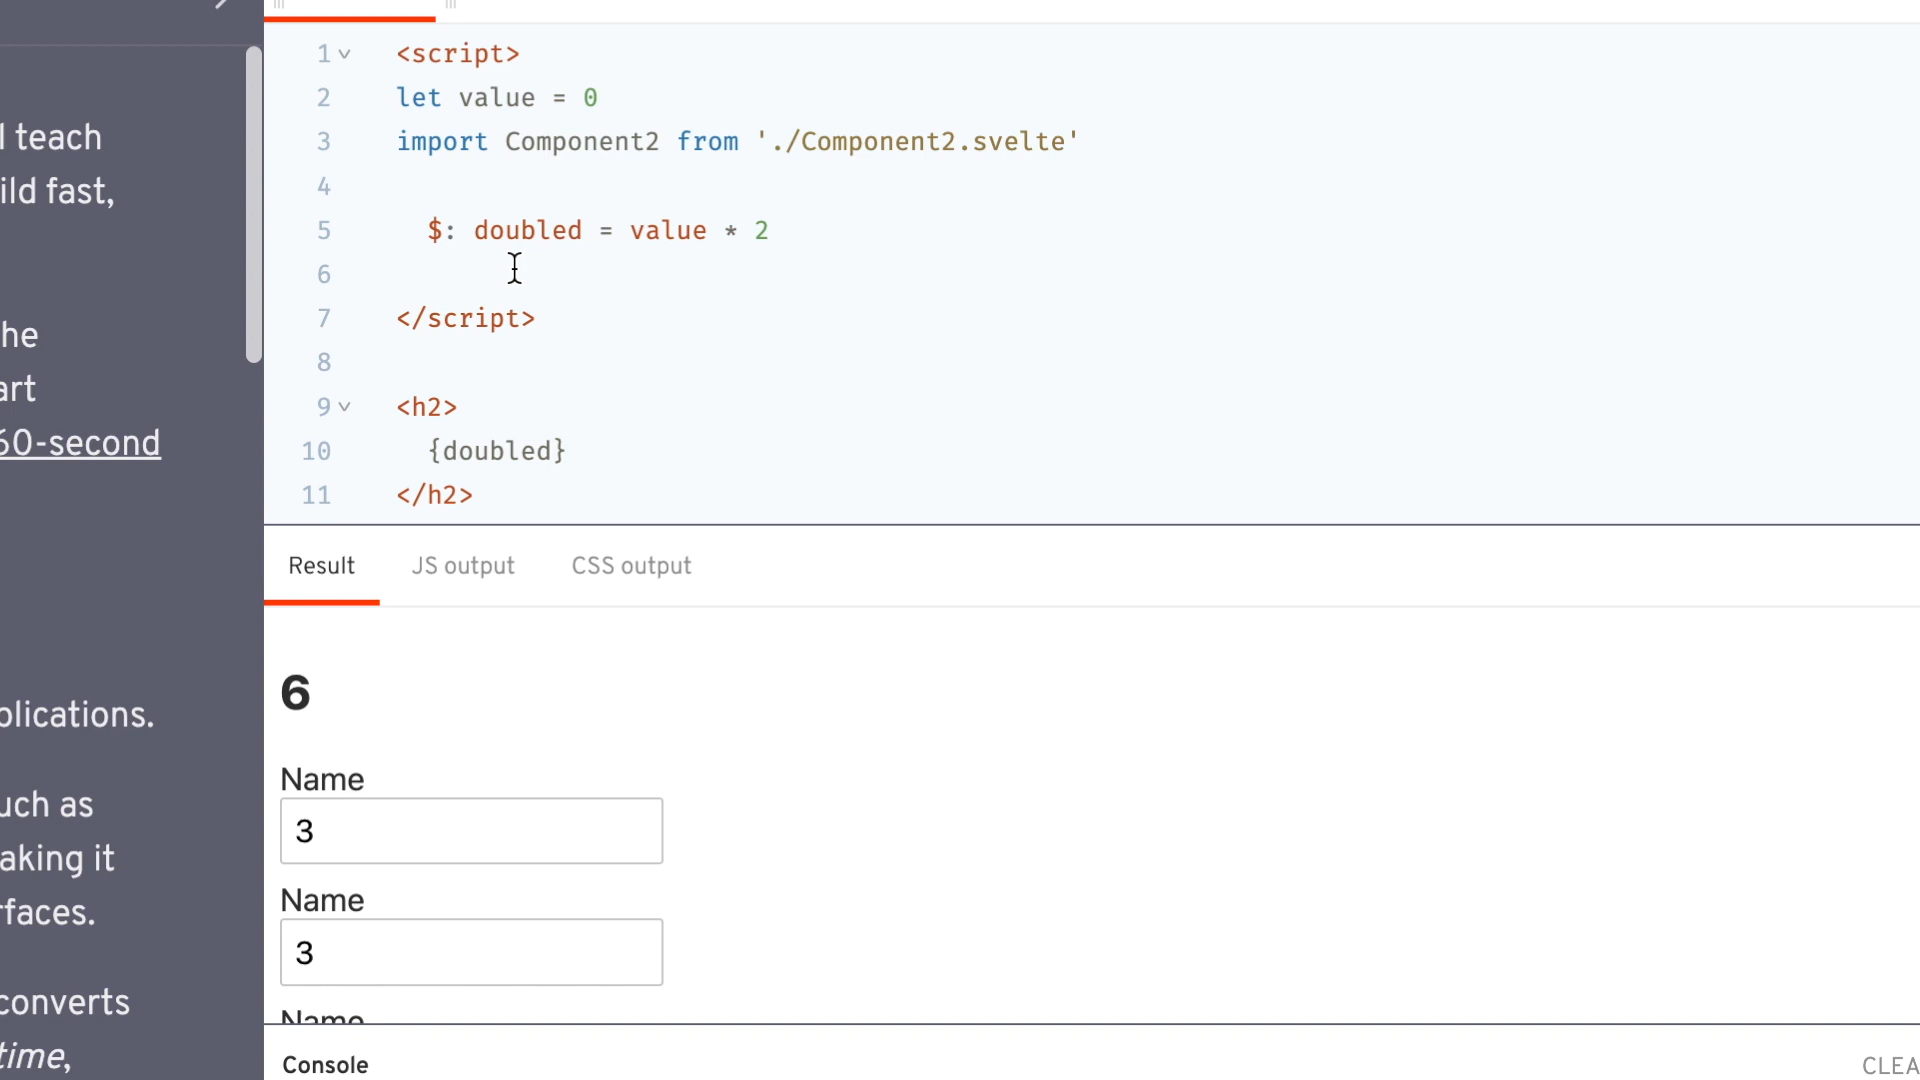 l teach
ild fast,
he
art
60-second
plications.
uch as
aking it
rfaces.
converts
time,
1 <script>
2 let value = 0
3 import Component2 from './Component2.svelte'
4
5 $: doubled = value * 2
6
7 </script>
8
9 <h2>
10 {doubled}
11 </h2>
Result JS output CSS output
6
Name
3
Name
3
Name
Console CLEA